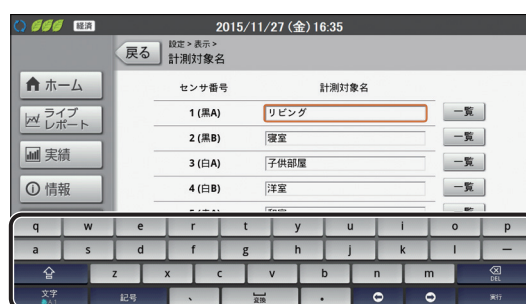 経済 2015/11/27 (金) 16:35
戻る 設定 > 表示 >
計測対象名
ホーム
ライブ
レポート
実績
情報
センサ番号 計測対象名
1 (黒A) リビング 一覧
2 (黒B) 寝室 一覧
3 (白A) 子供部屋 一覧
4 (白B) 洋室 一覧
q w e r t y u i o p
a s d f g h j k l ー
z x c v b n m DEL
文字 記号 、 変換 . 実行